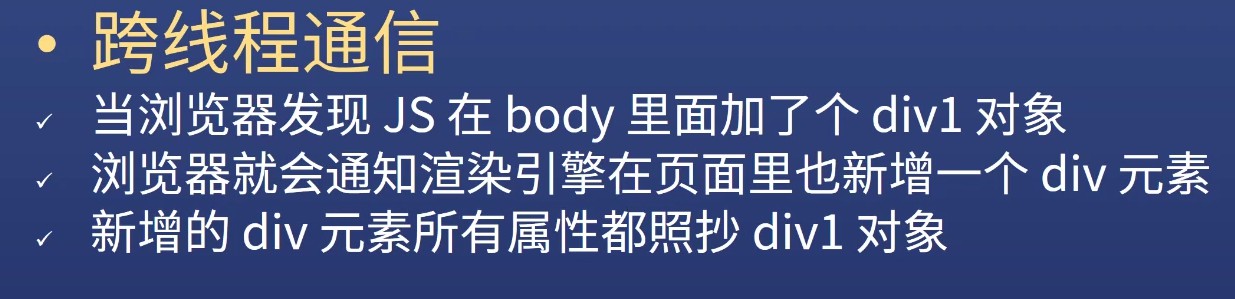 • 跨线程通信
✓ 当浏览器发现 JS 在 body 里面加了个 div1 对象
✓ 浏览器就会通知渲染引擎在页面里也新增一个 div 元素
✓ 新增的 div 元素所有属性都照抄 div1 对象